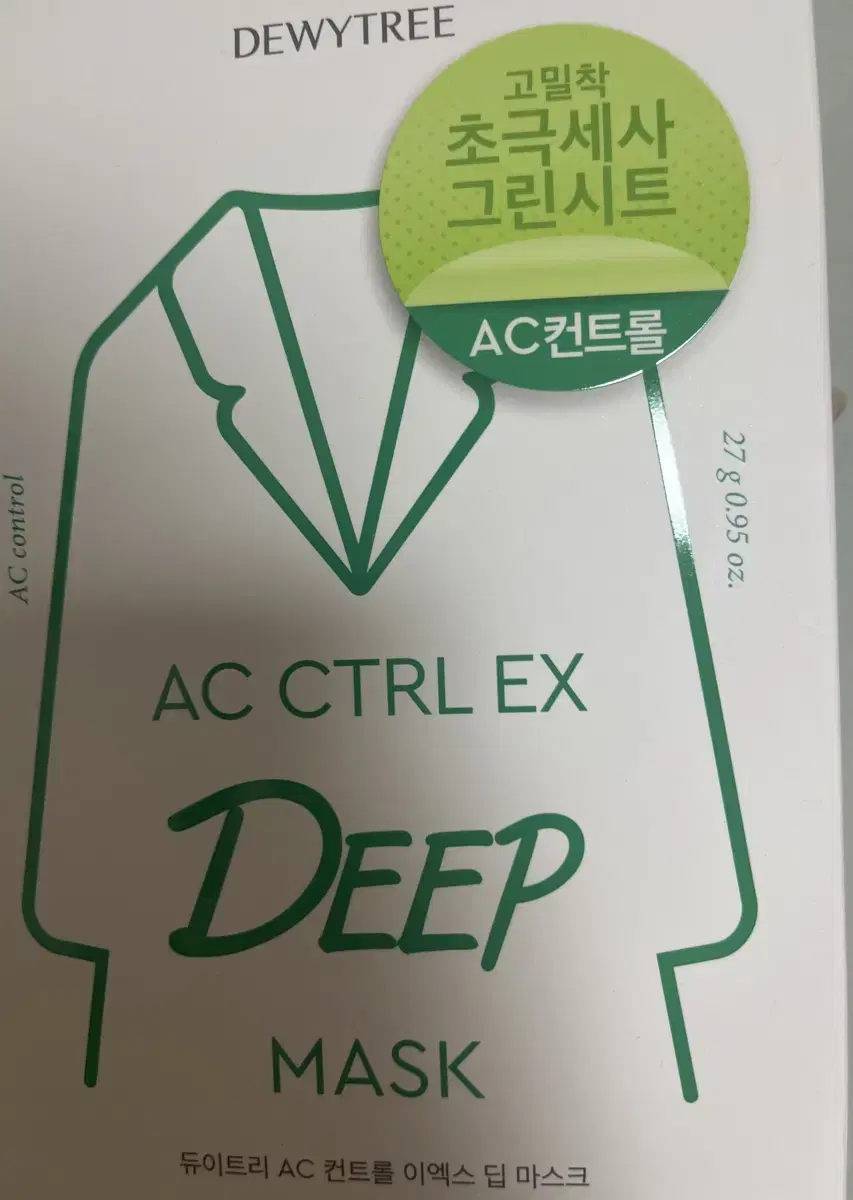 DEWYTREE
고밀착
초극세사
그린시트
AC컨트롤
AC control
27 g 0.95 oz.
AC CTRL EX
DEEP
MASK
듀이트리 AC 컨트롤 이엑스 딥 마스크